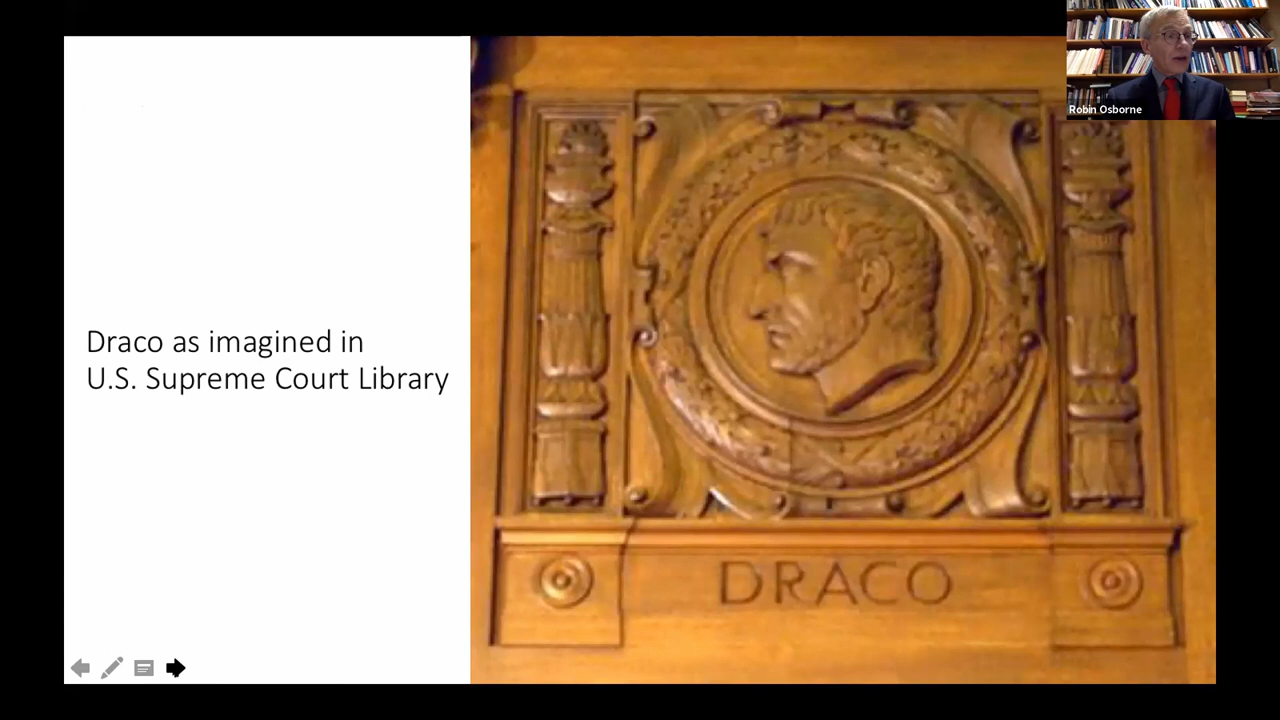 Robin Osborne
Draco as imagined in
U.S. Supreme Court Library
DRACO